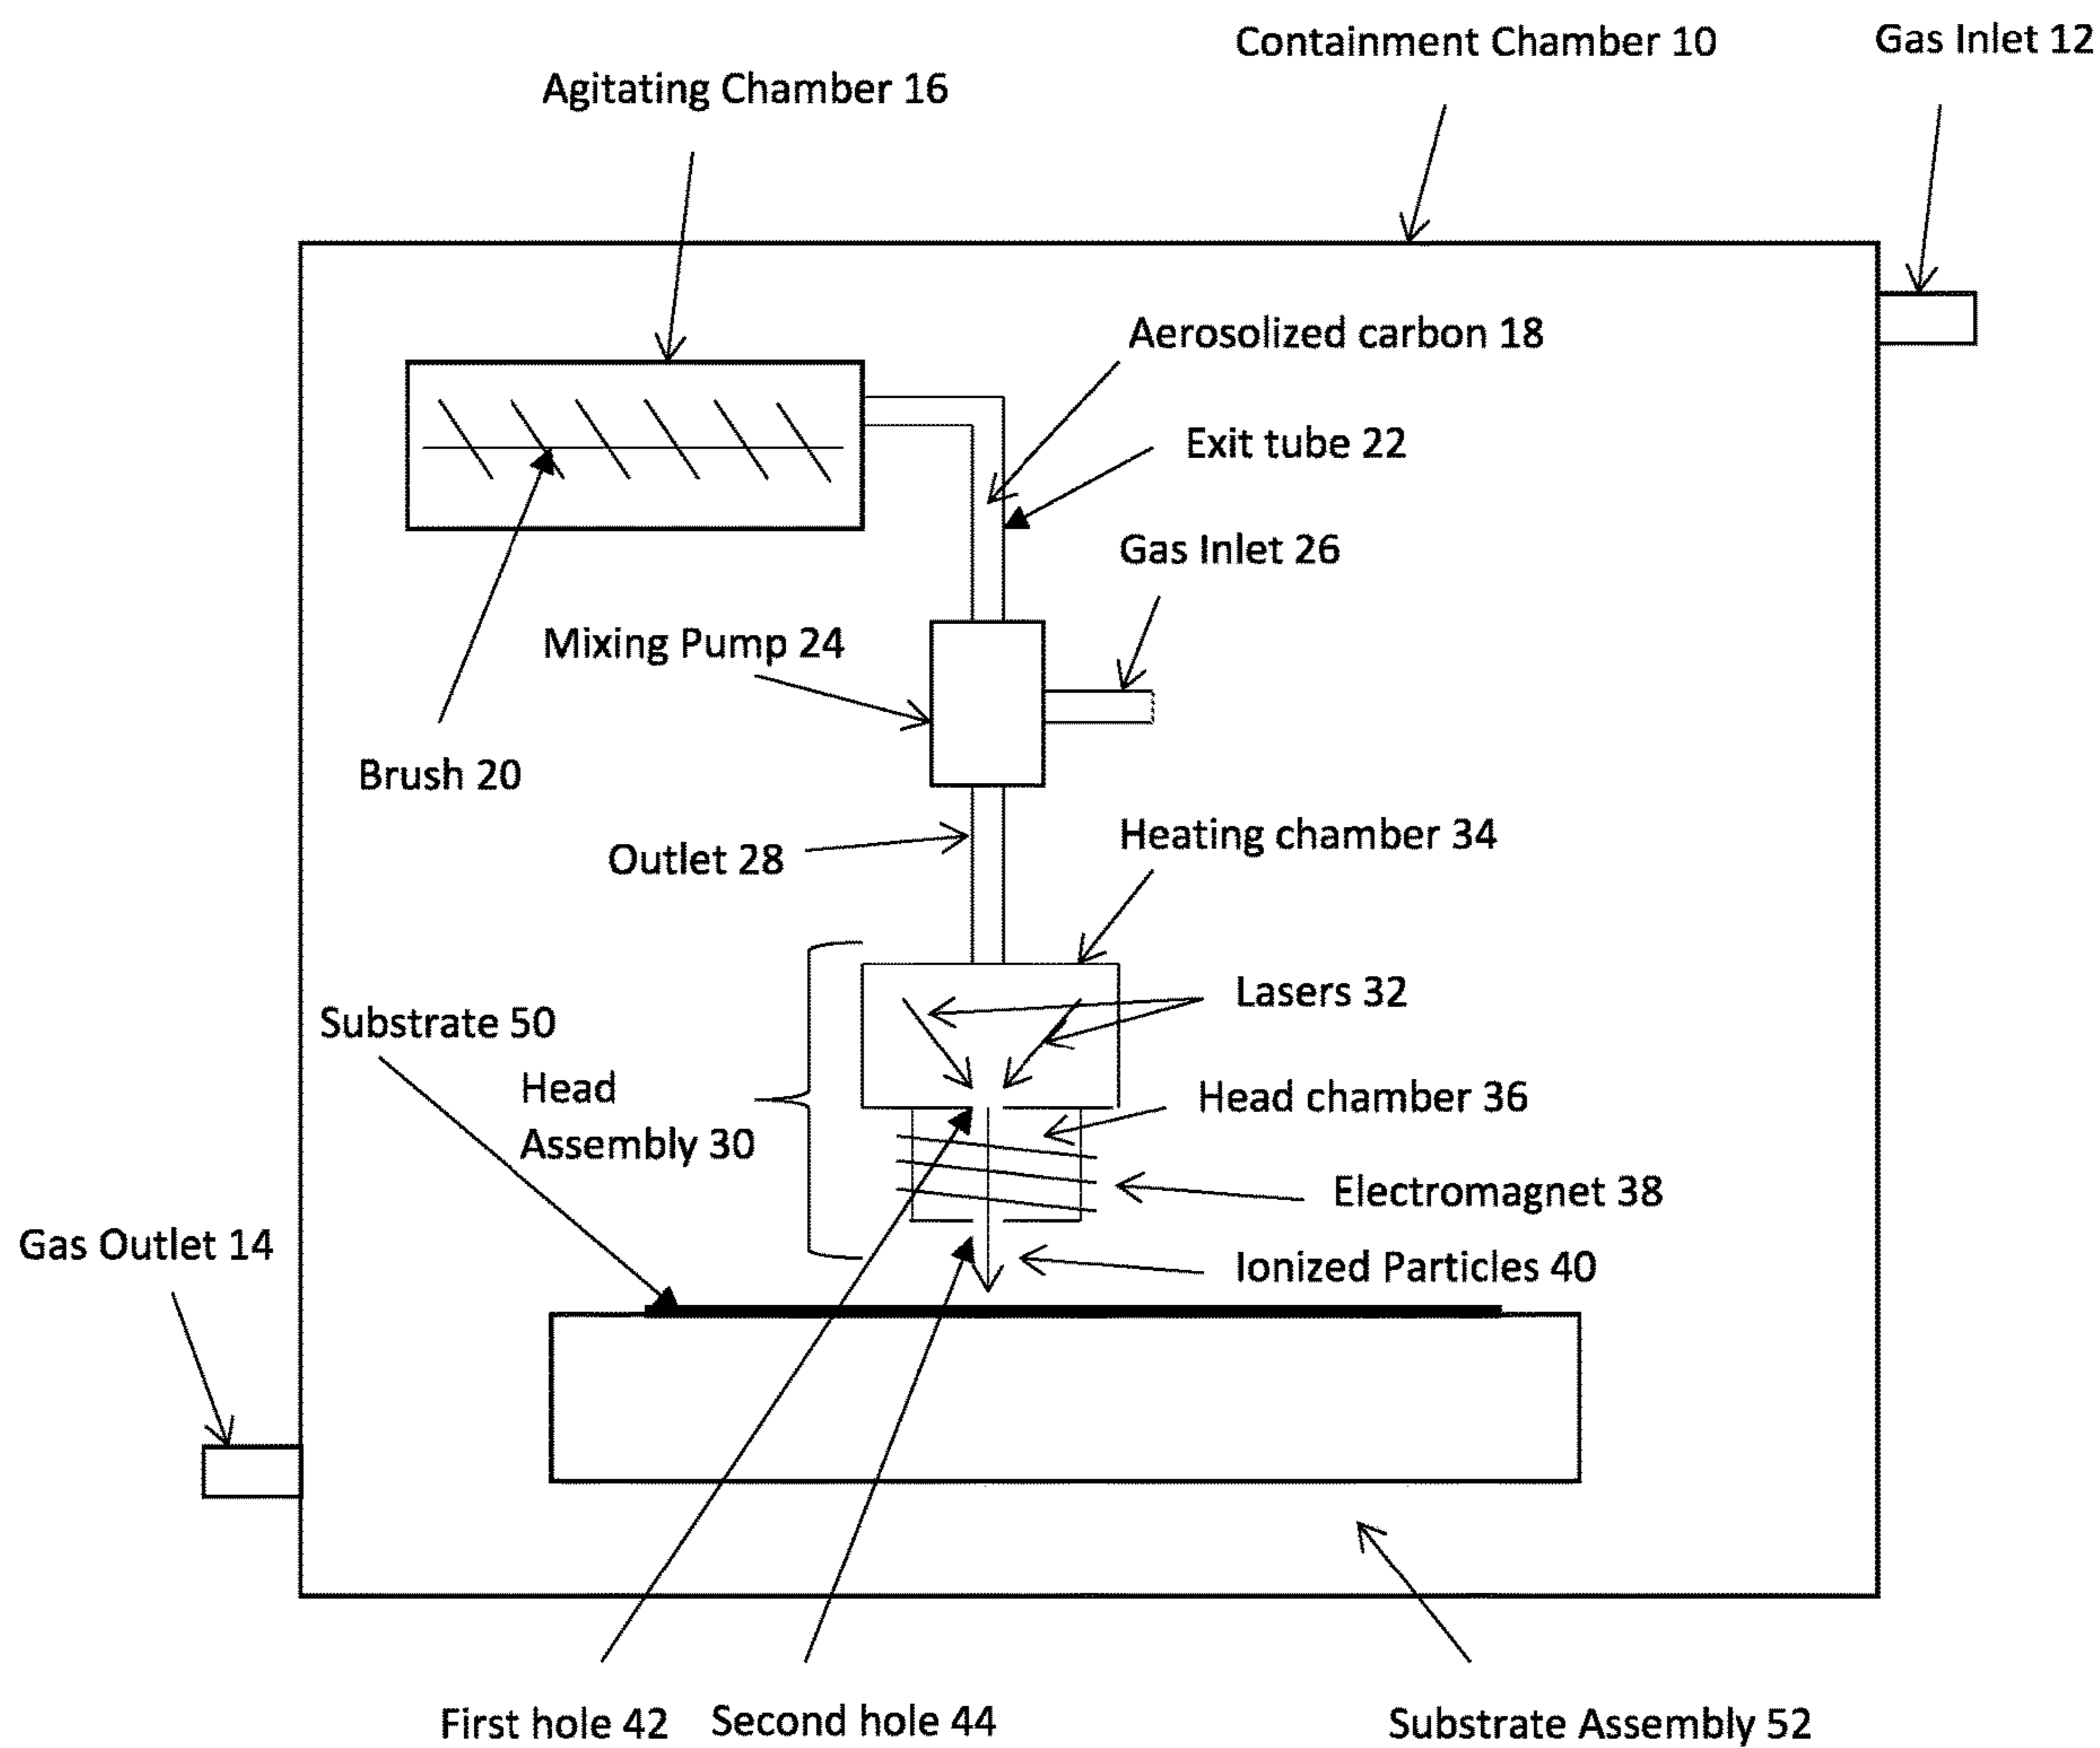 Containment Chamber 10
Gas Inlet 12
Agitating Chamber 16
Aerosolized carbon 18
Exit tube 22
Gas Inlet 26
Mixing Pump 24
Brush 20
Outlet 28
Heating chamber 34
Lasers 32
Substrate 50
Head
Assembly 30
Head chamber 36
Electromagnet 38
Gas Outlet 14
Ionized Particles 40
First hole 42
Second hole 44
Substrate Assembly 52